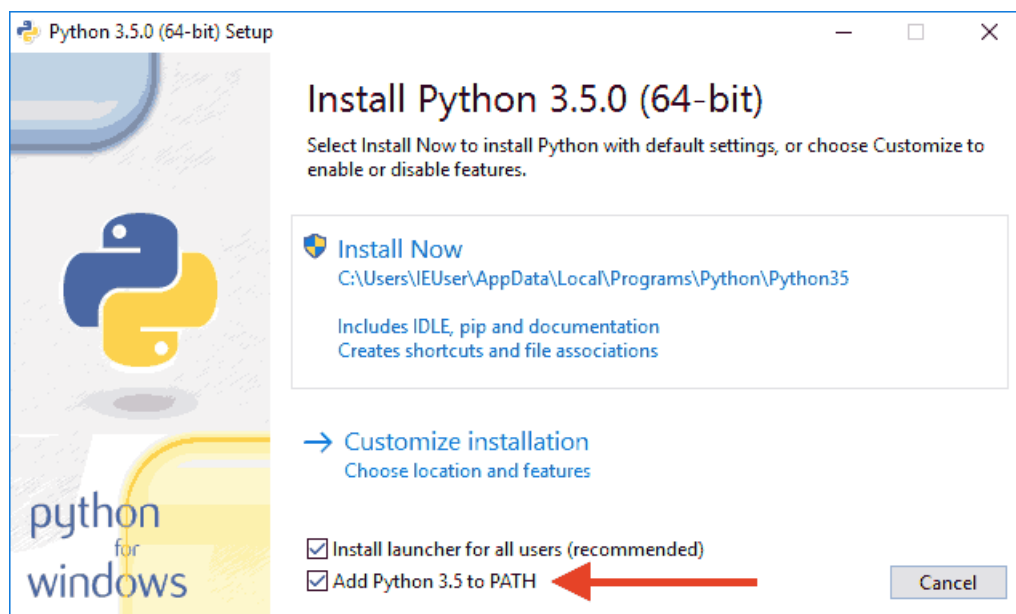 Python 3.5.0 (64-bit) Setup
Install Python 3.5.0 (64-bit)
Select Install Now to install Python with default settings, or choose Customize to
enable or disable features.
Install Now
C:\Users\IEUser\AppData\Local\Programs\Python\Python35
Includes IDLE, pip and documentation
Creates shortcuts and file associations
Customize installation
Choose location and features
python
for
windows
Install launcher for all users (recommended)
Add Python 3.5 to PATH
Cancel